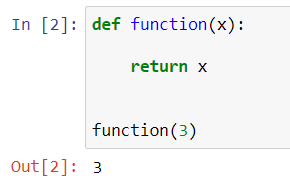 In [2]: def function(x):
return x
function(3)
Out[2]: 3